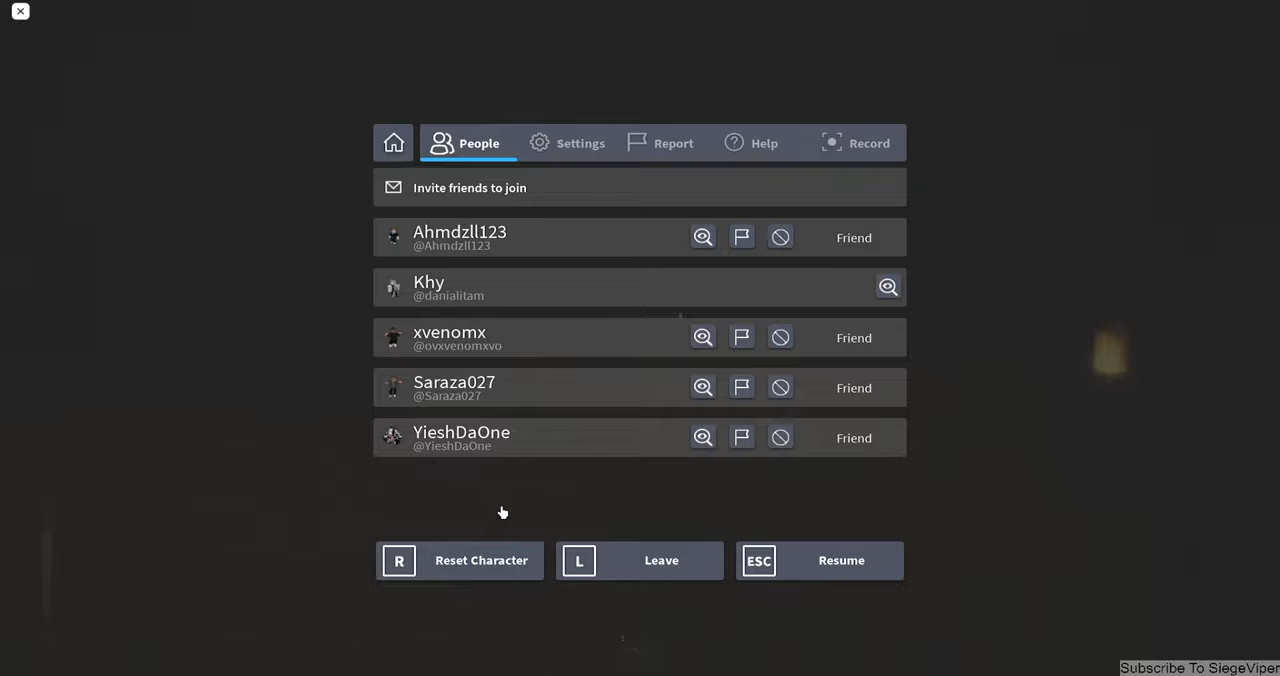 People Settings Report Help Record
Invite friends to join
Ahmdzll123
@Ahmdzll123
Friend
Khy
@danialitam
xvenomx
@ovxvenomxvo
Friend
Saraza027
@Saraza027
Friend
YieshDaOne
@YieshDaOne
Friend
R Reset Character L Leave ESC Resume
Subscribe To SiegeViper